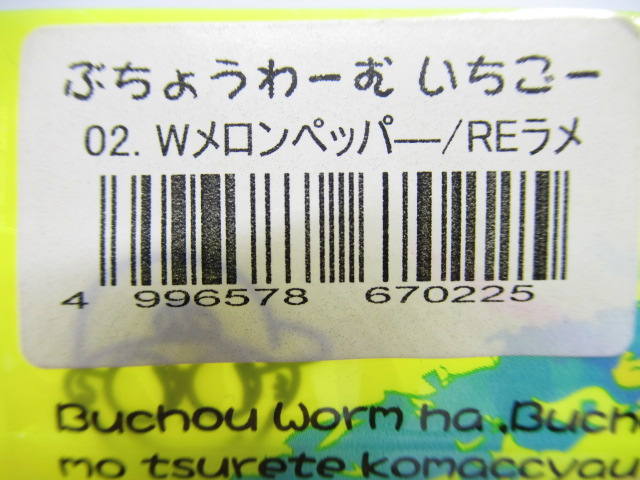 ぶちょうわーむ いちごー
02. Wメロンペッパー/REラメ
4 996578 670225
Buchou Worm ha .Buch
mo tsurete komaccyau